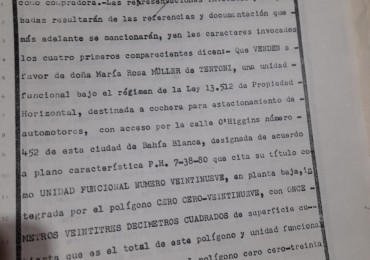 como compradora.-Las representaciones
badas resultarán de las referencias y documentación que
más adelante se mencionarán, yen los caracteres invocados
los cuatro primeros comparecientes dicen:- Que VENDEN a
favor de doña María Rosa MÜLLER de TENTONI, una unidad
funcional bajo el régimen de la Ley 13.512 de Propiedad
Horizontal, destinada a cochera para estacionamiento de
automotores, con acceso por la calle O'Higgins número
452 de esta ciudad de Bahía Blanca, designada de acuerdo
a plano característica P.H. 7-38-80 que cita su título co-
mo UNIDAD FUNCIONAL NUMERO VEINTINUEVE, en planta baja, in
tegrada por el polígono CERO CERO-VEINTINUEVE, con ONCE
METROS VEINTITRES DECIMETROS CUADRADOS de superficie cu-
bierta que es el total de este polígono y unidad funcional
polígono cero cero-treinta